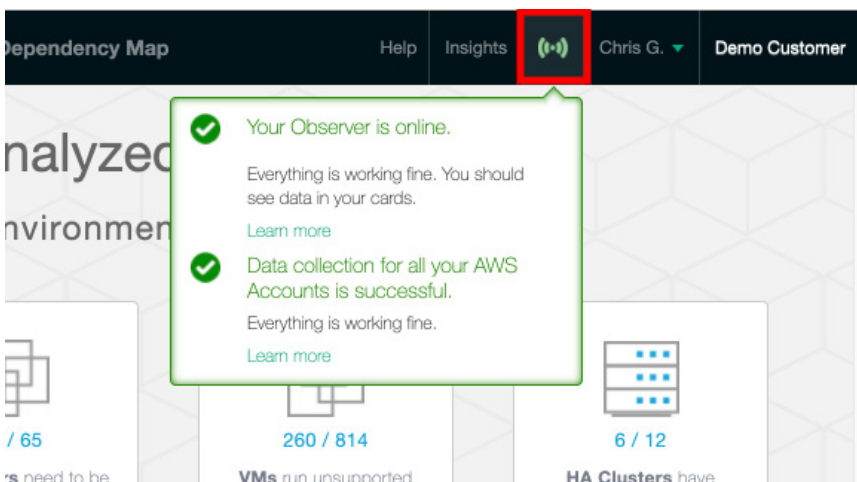 Dependency Map Help Insights Chris G. Demo Customer
Your Observer is online.
Everything is working fine. You should
see data in your cards.
Learn more
Data collection for all your AWS
Accounts is successful.
Everything is working fine.
Learn more
nalyzed
nvironmen
/ 65
260 / 814
6 / 12
rs need to be
VMs run unsupported
HA Clusters have